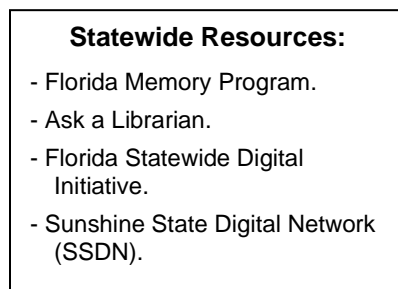 Statewide Resources:
- Florida Memory Program.
- Ask a Librarian.
- Florida Statewide Digital
Initiative.
- Sunshine State Digital Network
(SSDN).